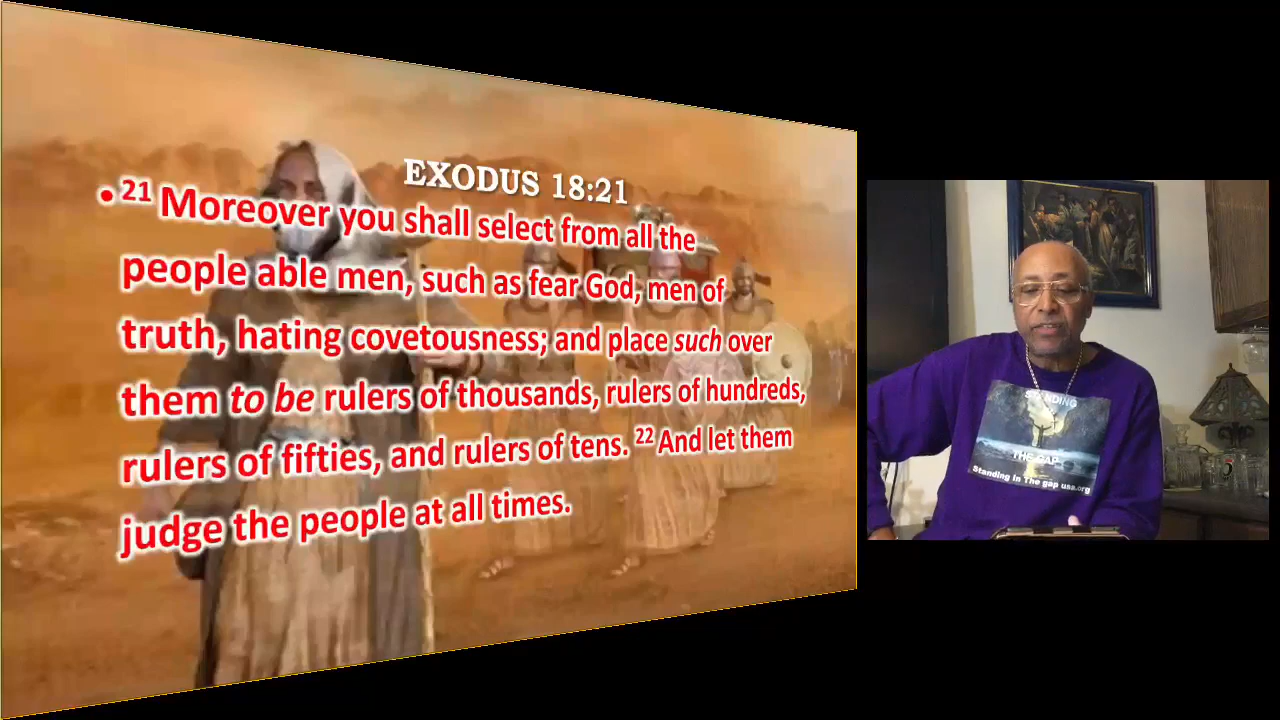 EXODUS 18:21
• 21 Moreover you shall select from all the
people able men, such as fear God, men of
truth, hating covetousness; and place such over
them to be rulers of thousands, rulers of hundreds,
rulers of fifties, and rulers of tens. 22 And let them
judge the people at all times.
STANDING
THE GAP
Standing In The gap usa.org